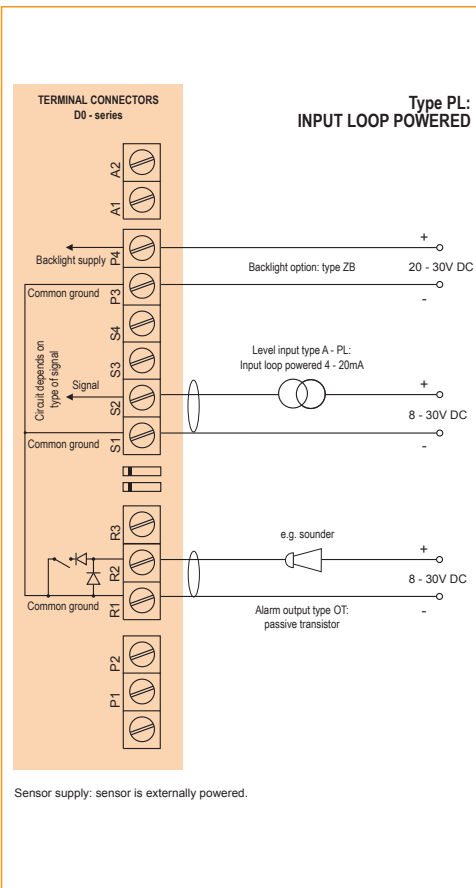 TERMINAL CONNECTORS
D0 - series
Type PL:
INPUT LOOP POWERED
A2
A1
P4
Backlight supply
+
Backlight option: type ZB
20 - 30V DC
P3
Common ground
-
S4
S3
Circuit depends on
type of signal
Level input type A - PL:
Input loop powered 4 - 20mA
S2
Signal
+
8 - 30V DC
S1
Common ground
-
R3
e.g. sounder
R2
+
8 - 30V DC
R1
Common ground
Alarm output type OT:
passive transistor
-
P2
P1
Sensor supply: sensor is externally powered.